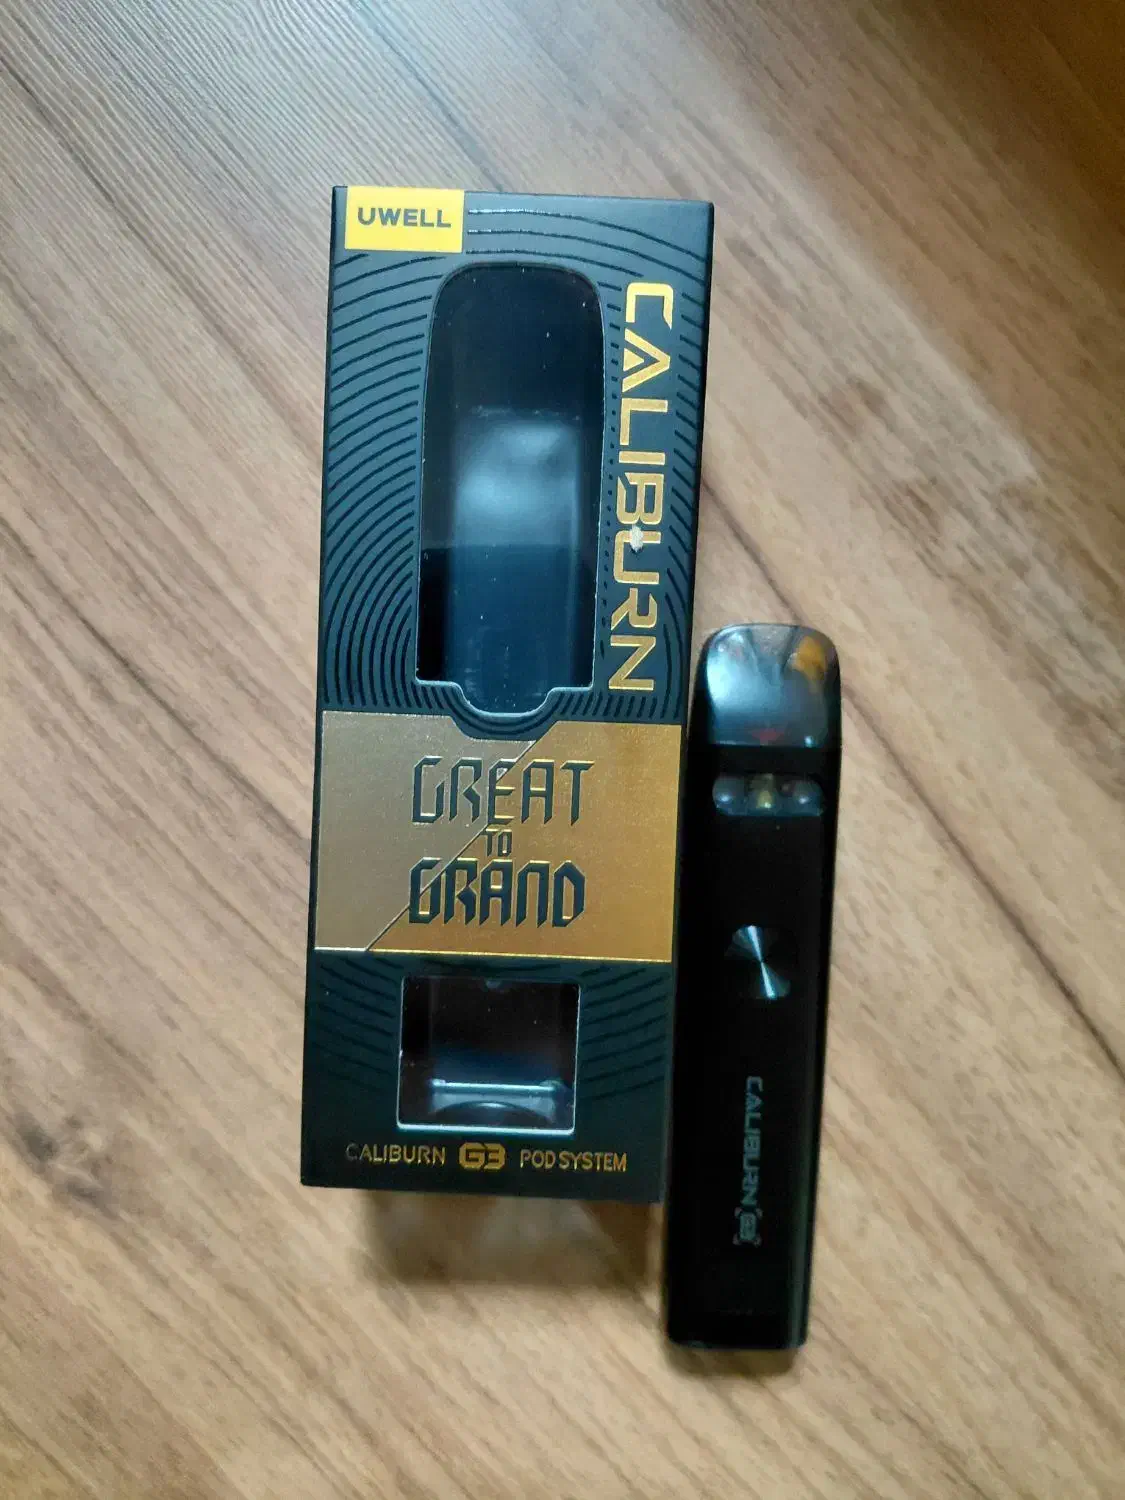 UWELL
CALIBURN
GREAT
TO
GRAND
CALIBURN G3 POD SYSTEM
CALIBURN G3